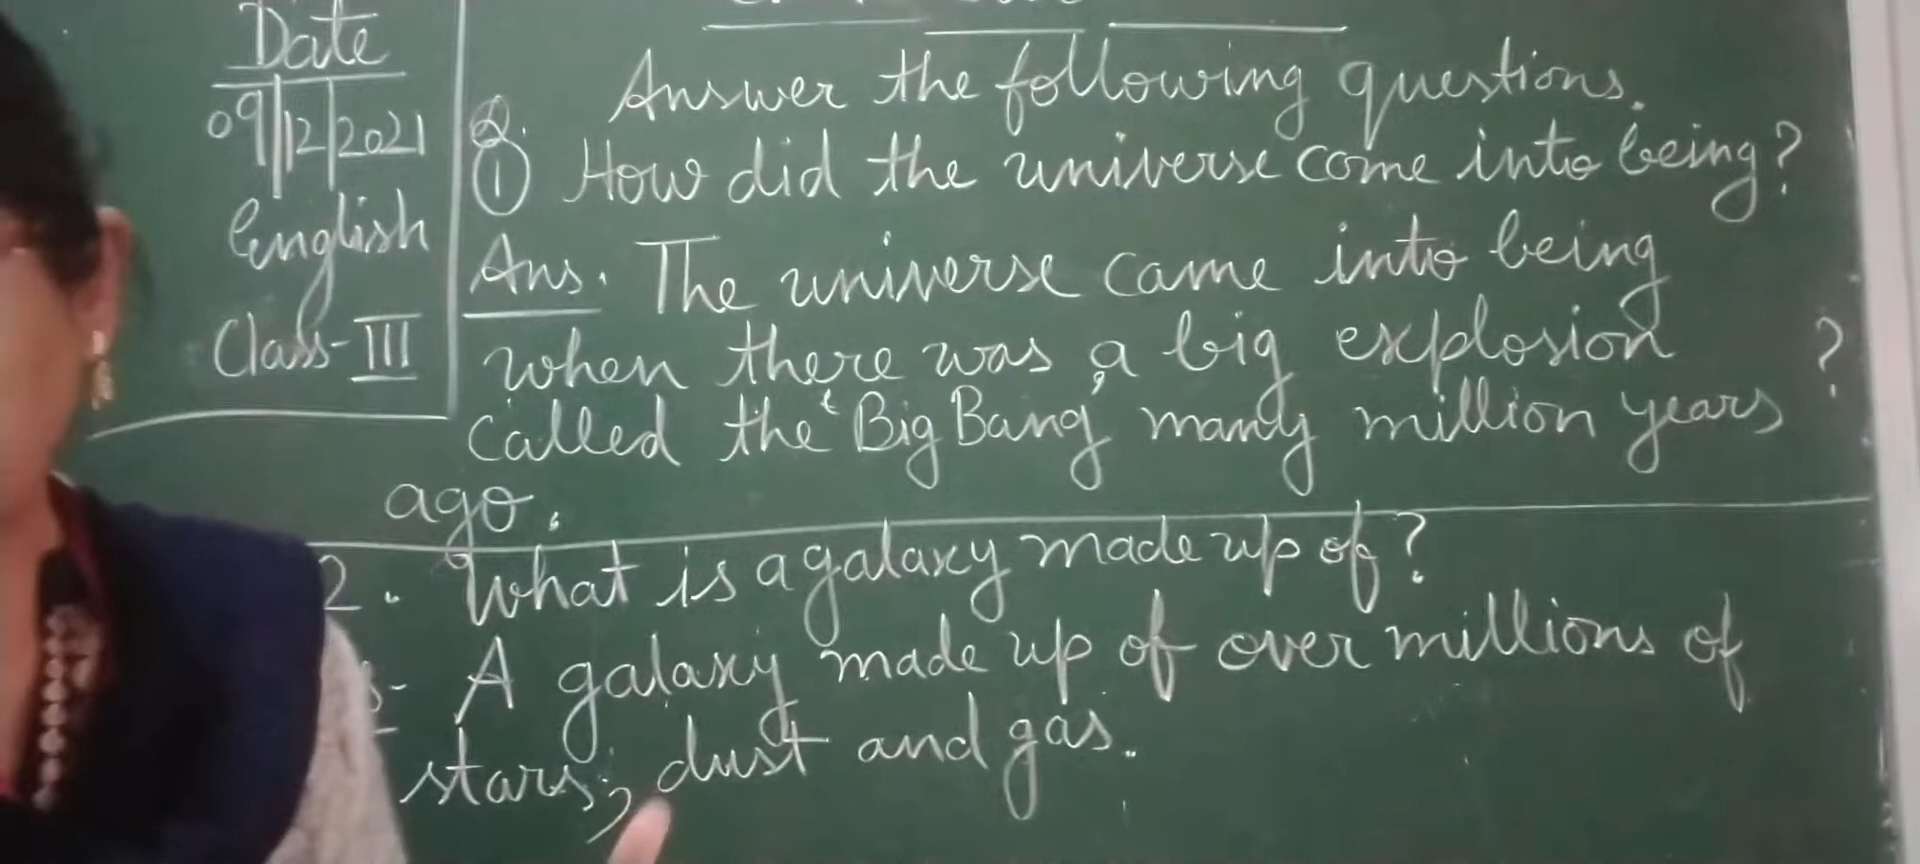 Date
09/12/2021
English
Class-III
Answer the following questions.
Q.
① How did the universe come into being?
Ans. The universe came into being
when there was a big explosion ?
called the 'Big Bang' many million years
ago.
2. What is a galaxy made up of?
A galaxy made up of over millions of
stars, dust and gas.